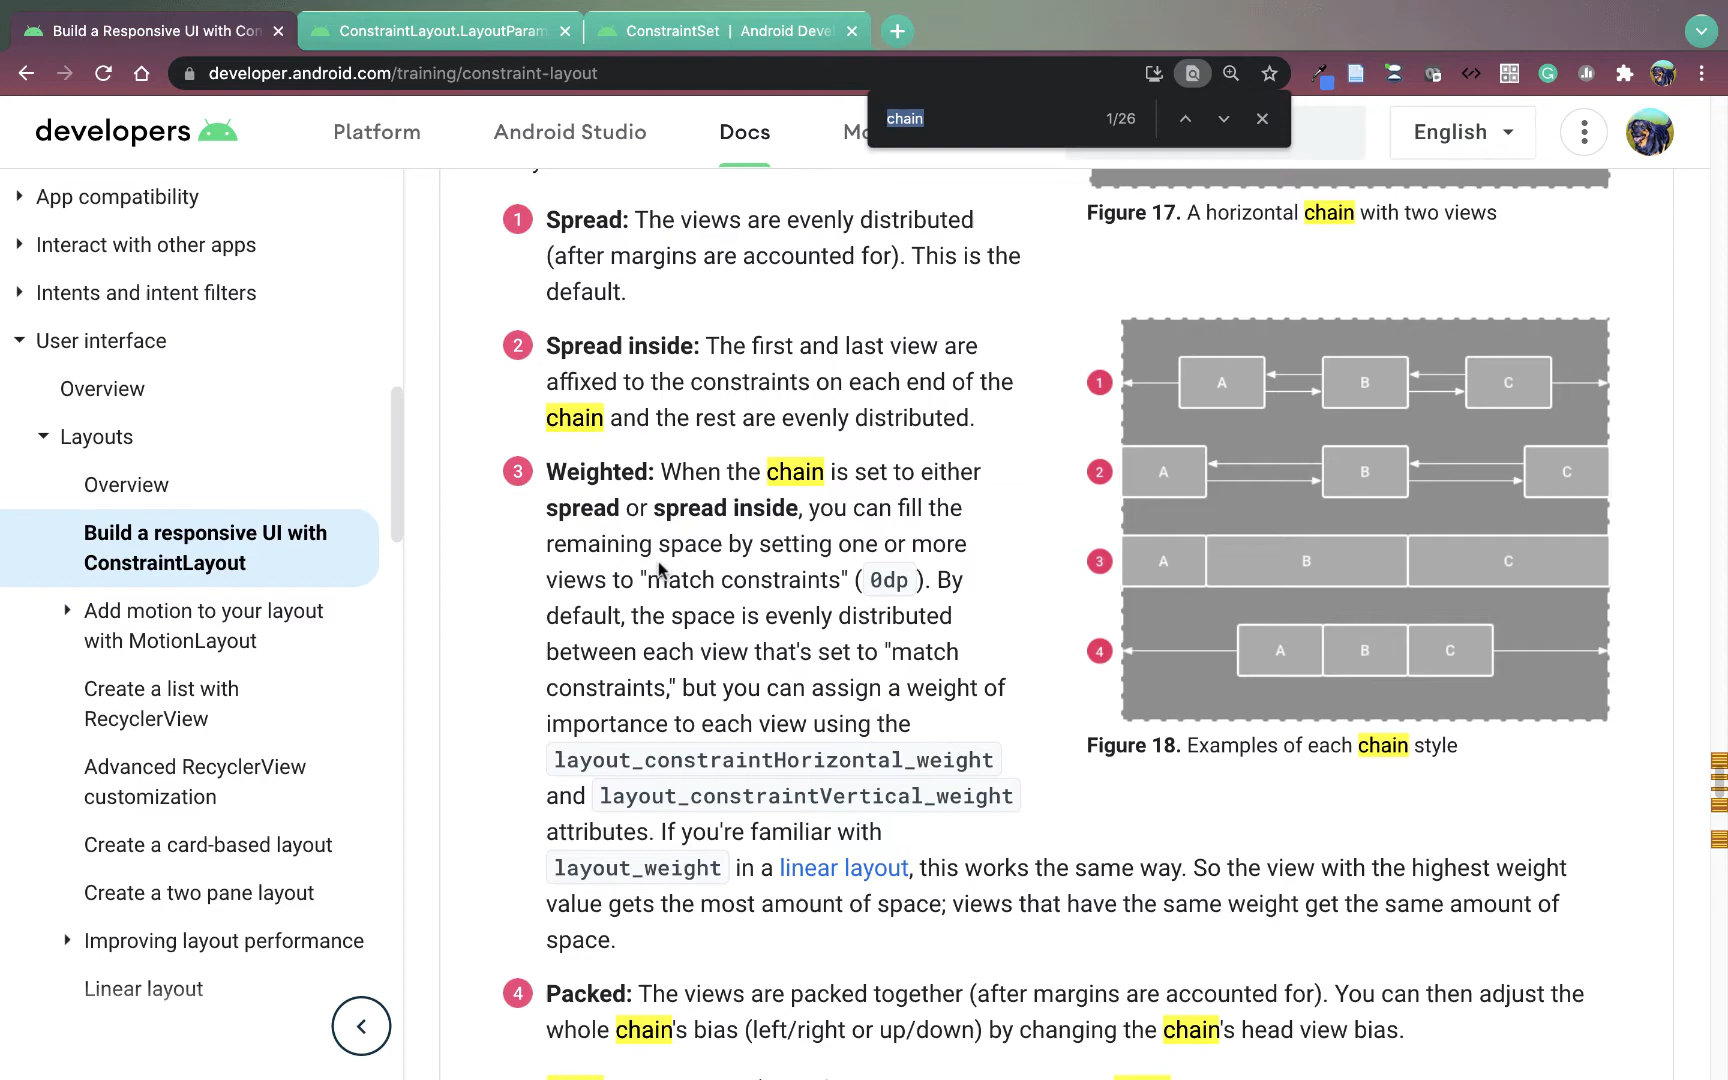 Build a Responsive UI with Con
ConstraintLayout.LayoutParam
ConstraintSet | Android Deve
developer.android.com/training/constraint-layout
chain
1/26
developers
Platform
Android Studio
Docs
English
App compatibility
Interact with other apps
Intents and intent filters
User interface
Overview
Layouts
Overview
Build a responsive UI with
ConstraintLayout
Add motion to your layout
with MotionLayout
Create a list with
RecyclerView
Advanced RecyclerView
customization
Create a card-based layout
Create a two pane layout
Improving layout performance
Linear layout
1 Spread: The views are evenly distributed
(after margins are accounted for). This is the
default.
2 Spread inside: The first and last view are
affixed to the constraints on each end of the
chain and the rest are evenly distributed.
3 Weighted: When the chain is set to either
spread or spread inside, you can fill the
remaining space by setting one or more
views to "match constraints" ( 0dp ). By
default, the space is evenly distributed
between each view that's set to "match
constraints," but you can assign a weight of
importance to each view using the
layout_constraintHorizontal_weight
and layout_constraintVertical_weight
attributes. If you're familiar with
layout_weight in a linear layout, this works the same way. So the view with the highest weight
value gets the most amount of space; views that have the same weight get the same amount of
space.
4 Packed: The views are packed together (after margins are accounted for). You can then adjust the
whole chain's bias (left/right or up/down) by changing the chain's head view bias.
Figure 17. A horizontal chain with two views
1 A B C
2 A B C
3 A B C
4 A B C
Figure 18. Examples of each chain style